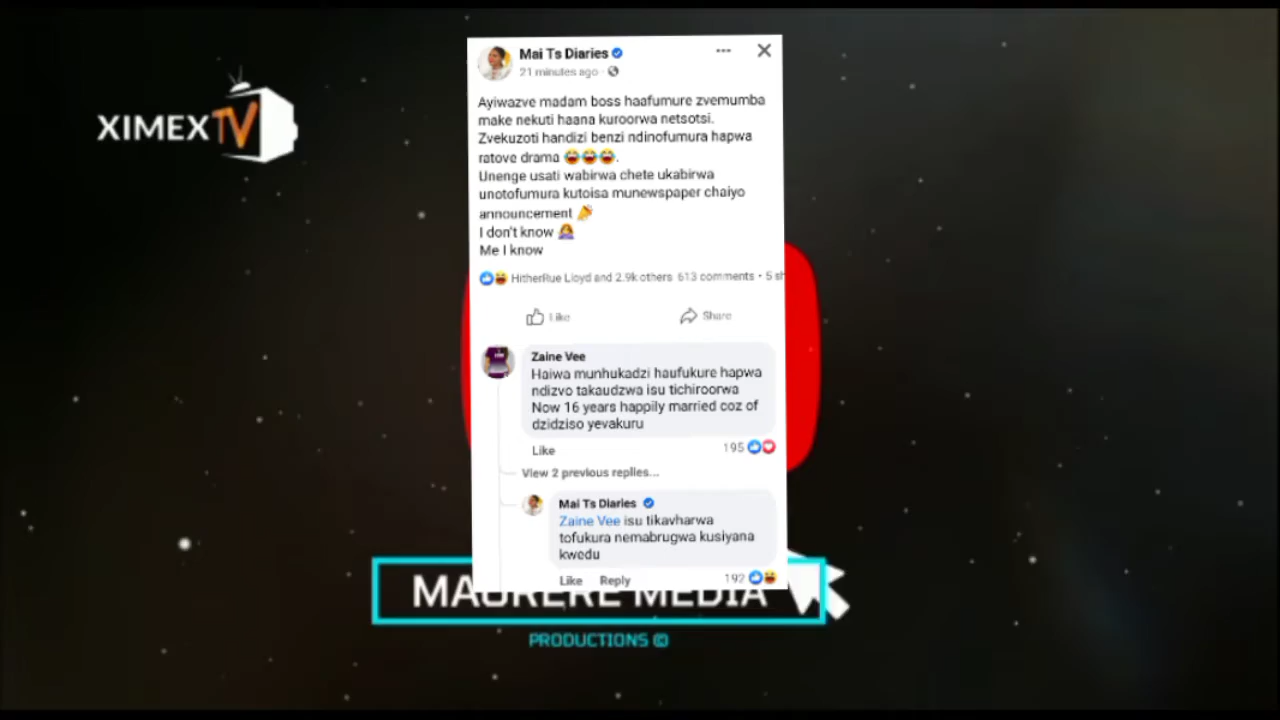 XIMEXTV
Mai Ts Diaries
21 minutes ago
Ayiwazve madam boss haafumure zvemumba
make nekuti haana kuroorwa netsotsi.
Zvekuzoti handizi benzi ndinofumura hapwa
ratove drama 😂😂😂.
Unenge usati wabirwa chete ukabirwa
unotofumura kutoisa munewspaper chaiyo
announcement 🎉
I don't know 🤷‍♀️
Me I know
HitherRue Lloyd and 2.9k others 613 comments • 5 sh
Like Share
Zaine Vee
Haiwa munhukadzi haufukure hapwa
ndizvo takaudzwa isu tichiroorwa
Now 16 years happily married coz of
dzidziso yevakuru
Like 195
View 2 previous replies...
Mai Ts Diaries
Zaine Vee isu tikavharwa
tofukura nemabrugwa kusiyana
kwedu
Like Reply 192
MAURERE MEDIA
PRODUCTIONS ©